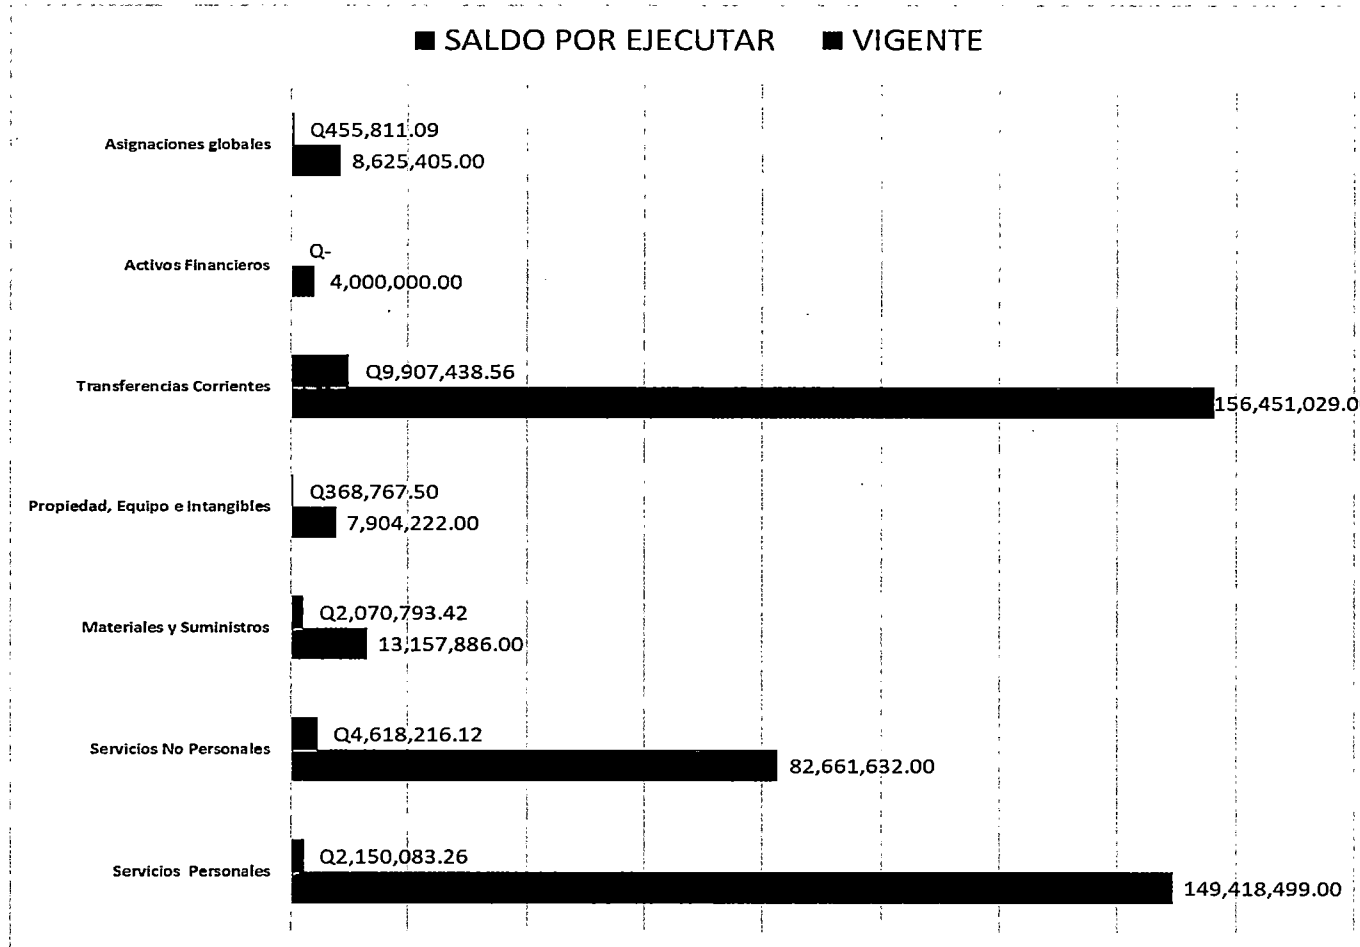 SALDO POR EJECUTAR VIGENTE
Q455,811.09
Asignaciones globales
8,625,405.00
Q-
Activos Financieros
4,000,000.00
Q9,907,438.56
Transferencias Corrientes
156,451,029.0
Q368,767.50
Propiedad, Equipo e Intangibles
7,904,222.00
Q2,070,793.42
Materiales y Suministros
13,157,886.00
Q4,618,216.12
Servicios No Personales
82,661,632.00
Q2,150,083.26
Servicios Personales
149,418,499.00